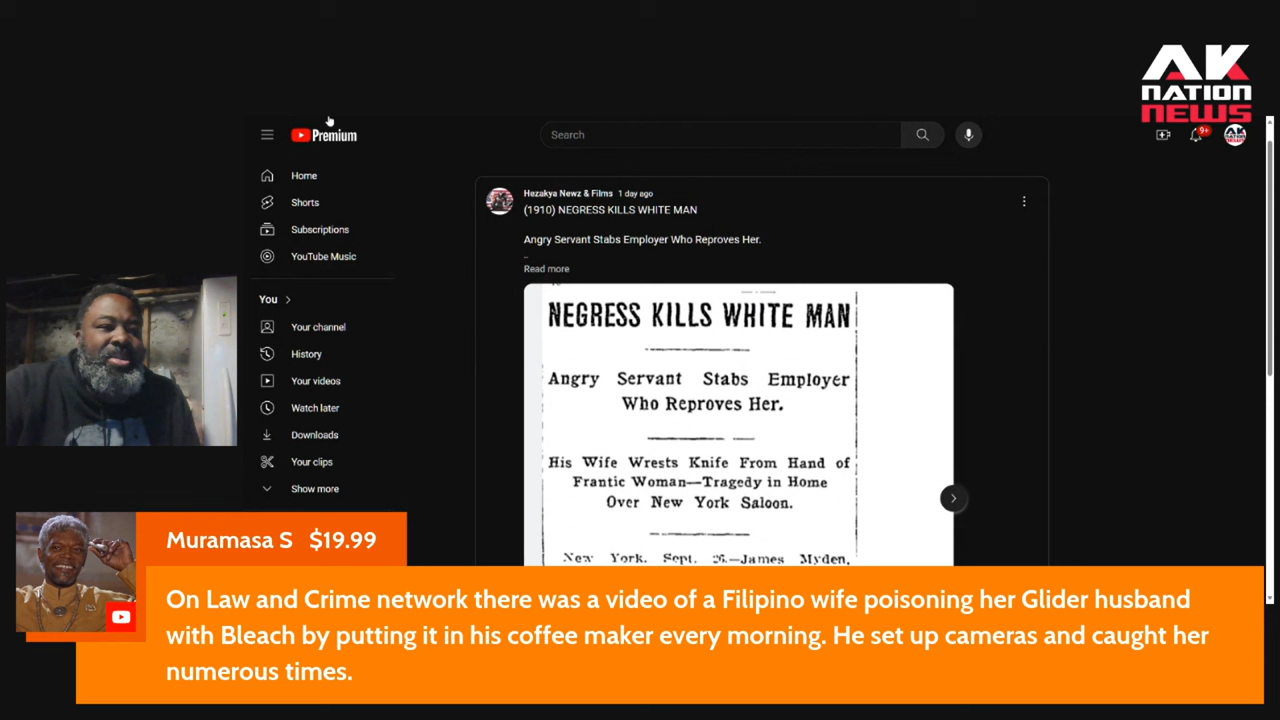 AK
NATION
NEWS
Premium
Search
9+
AK
NATION
Home
Shorts
Subscriptions
YouTube Music
You
Your channel
History
Your videos
Watch later
Downloads
Your clips
Show more
Hezakya Newz & Films 1 day ago
(1910) NEGRESS KILLS WHITE MAN
Angry Servant Stabs Employer Who Reproves Her.
–
Read more
NEGRESS KILLS WHITE MAN
Angry Servant Stabs Employer
Who Reproves Her.
His Wife Wrests Knife From Hand of
Frantic Woman—Tragedy in Home
Over New York Saloon.
New York, Sept. 26.—James Myden,
Muramasa S $19.99
On Law and Crime network there was a video of a Filipino wife poisoning her Glider husband
with Bleach by putting it in his coffee maker every morning. He set up cameras and caught her
numerous times.